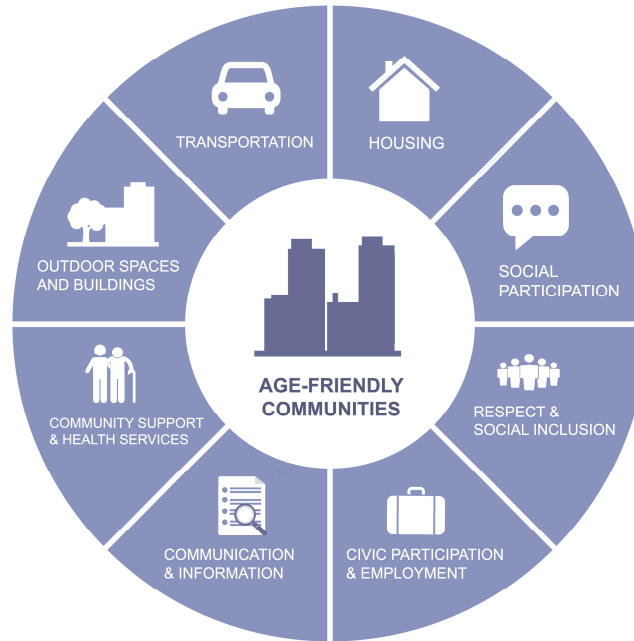 TRANSPORTATION
HOUSING
SOCIAL
PARTICIPATION
RESPECT &
SOCIAL INCLUSION
CIVIC PARTICIPATION
& EMPLOYMENT
COMMUNICATION
& INFORMATION
COMMUNITY SUPPORT
& HEALTH SERVICES
OUTDOOR SPACES
AND BUILDINGS
AGE-FRIENDLY
COMMUNITIES